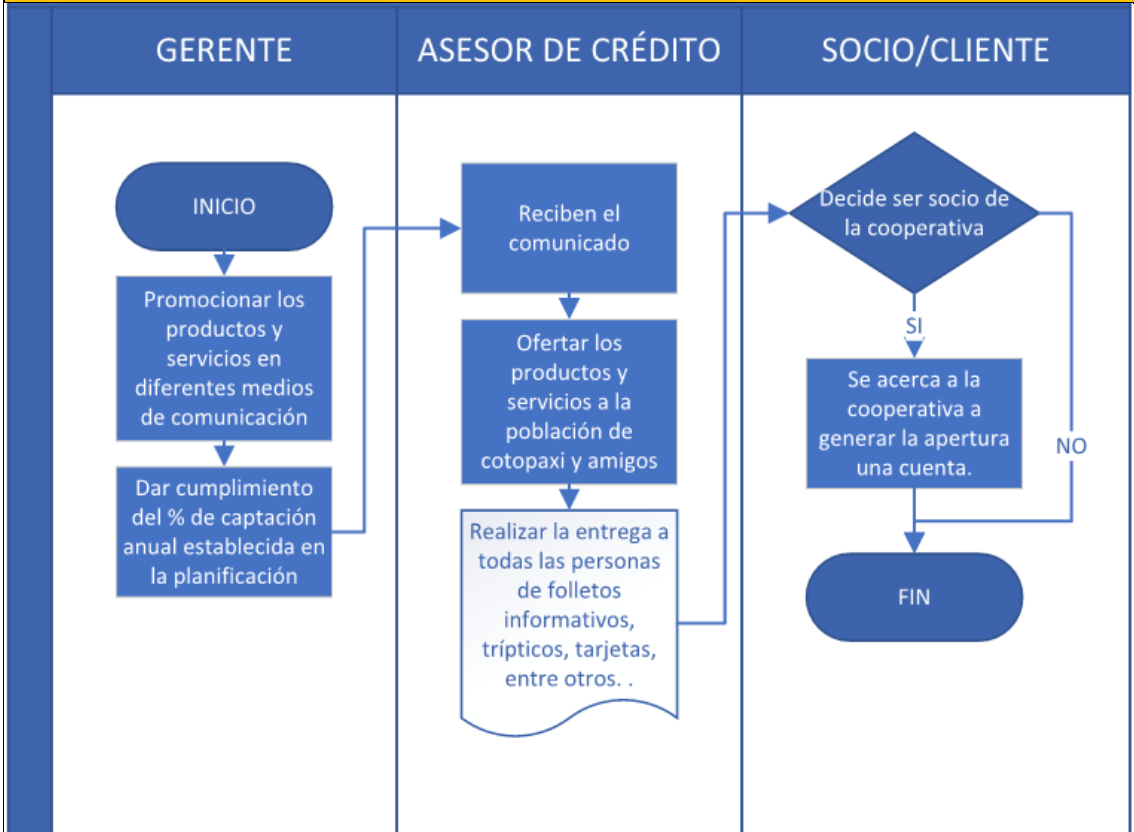 GERENTE
ASESOR DE CRÉDITO
SOCIO/CLIENTE
INICIO
Promocionar los
productos y
servicios en
diferentes medios
de comunicación
Dar cumplimiento
del % de captación
anual establecida en
la planificación
Reciben el
comunicado
Ofertar los
productos y
servicios a la
población de
cotopaxi y amigos
Realizar la entrega a
todas las personas
de folletos
informativos,
trípticos, tarjetas,
entre otros. .
Decide ser socio de
la cooperativa
SI
NO
Se acerca a la
cooperativa a
generar la apertura
una cuenta.
FIN